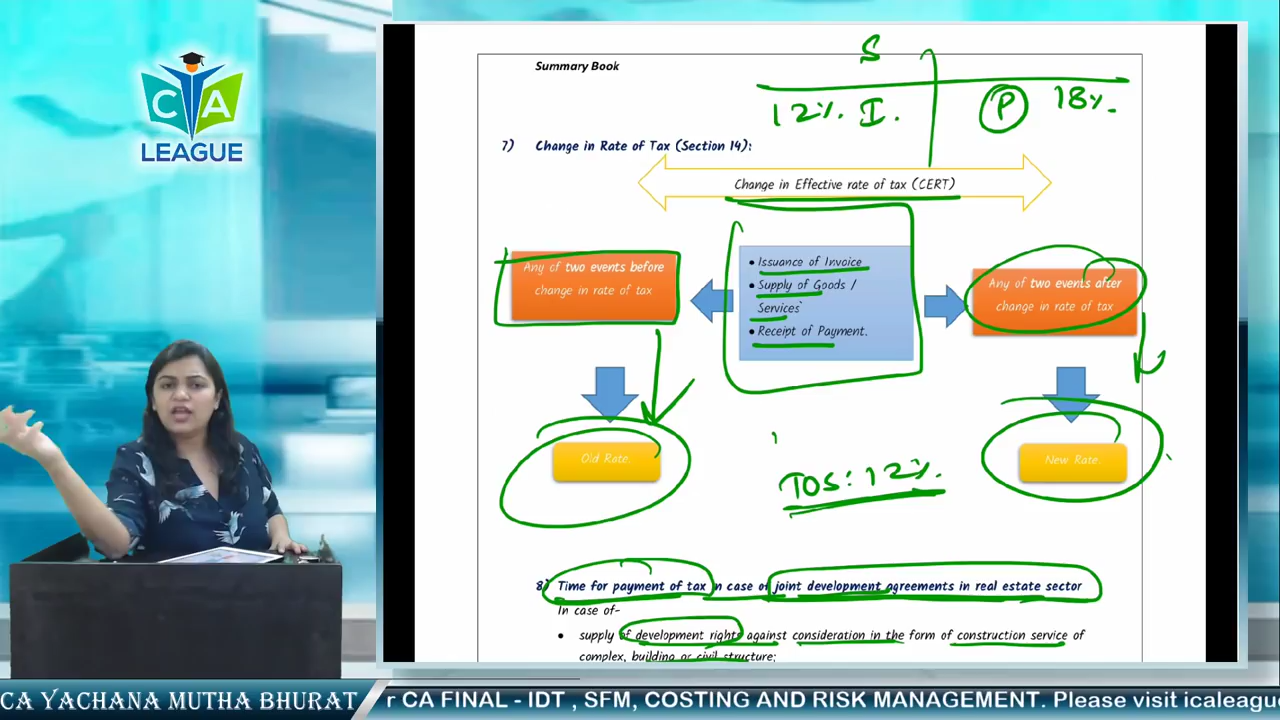 CA
LEAGUE
Summary Book
S
12%. I.
P 18%.
7) Change in Rate of Tax (Section 14):
Change in Effective rate of tax (CERT)
Any of two events before
change in rate of tax
• Issuance of Invoice
• Supply of Goods /
Services
• Receipt of Payment.
Any of two events after
change in rate of tax
Old Rate.
TOS: 12%.
New Rate.
8) Time for payment of tax in case of joint development agreements in real estate sector
In case of-
• supply of development rights against consideration in the form of construction service of
complex, building or civil structure;
CA YACHANA MUTHA BHURAT
r CA FINAL - IDT , SFM, COSTING AND RISK MANAGEMENT. Please visit icaleagu